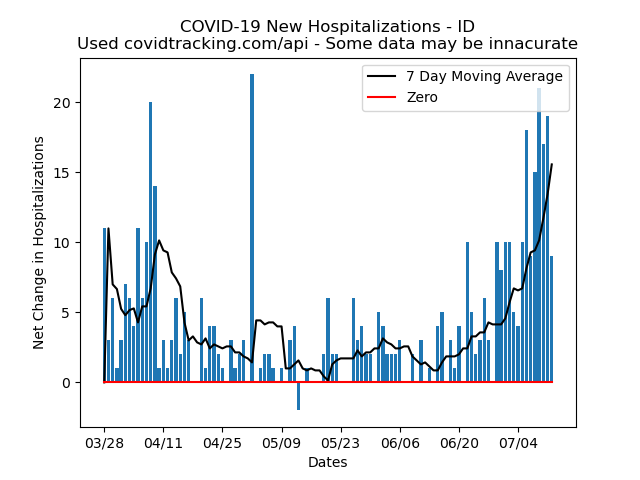 COVID-19 New Hospitalizations - ID
Used covidtracking.com/api - Some data may be innacurate
7 Day Moving Average
Zero
Net Change in Hospitalizations
20
15
10
5
0
03/28 04/11 04/25 05/09 05/23 06/06 06/20 07/04
Dates